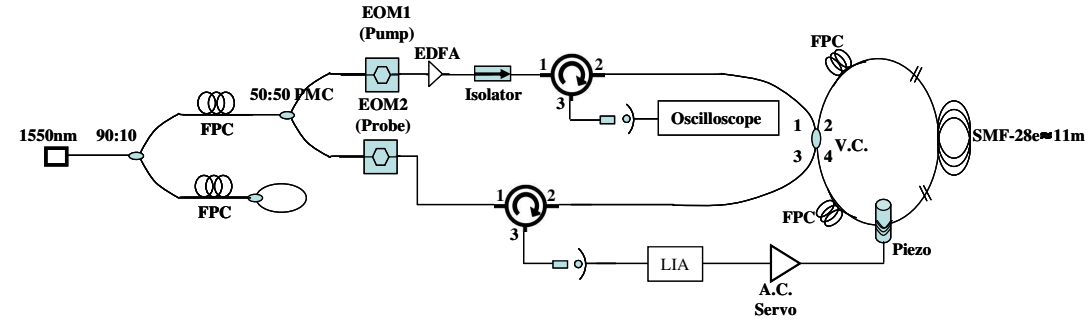 EOM1
(Pump)
EDFA
Isolator
1
2
3
Oscilloscope
FPC
50:50 PMC
EOM2
(Probe)
1550nm
90:10
FPC
FPC
1
2
3
4
V.C.
SMF-28e≈11m
FPC
Piezo
1
2
3
LIA
A.C.
Servo